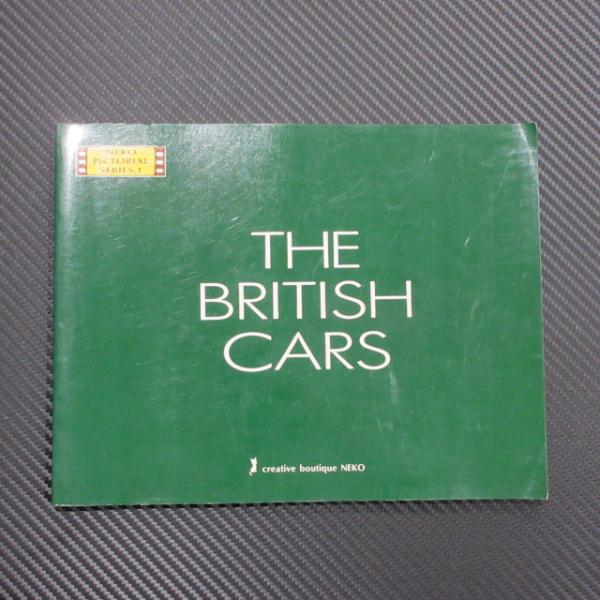 NEKO
PICTORIAL
SERIES.1
THE
BRITISH
CARS
creative boutique NEKO